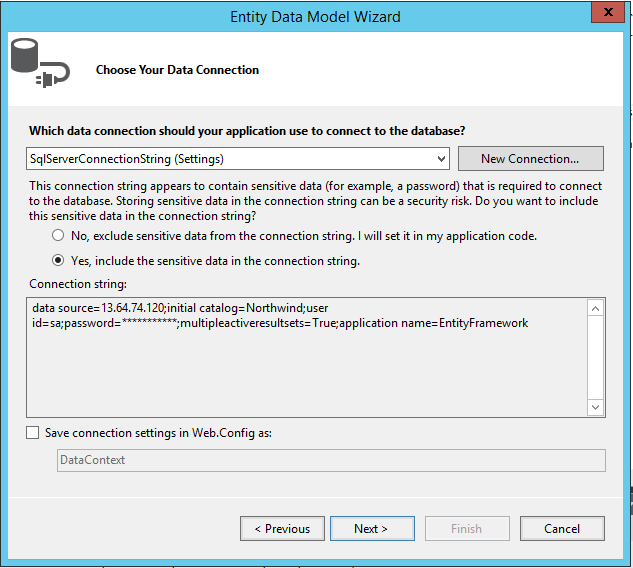 Entity Data Model Wizard
x
Choose Your Data Connection
Which data connection should your application use to connect to the database?
SqlServerConnectionString (Settings)
New Connection...
This connection string appears to contain sensitive data (for example, a password) that is required to connect
to the database. Storing sensitive data in the connection string can be a security risk. Do you want to include
this sensitive data in the connection string?
No, exclude sensitive data from the connection string. I will set it in my application code.
Yes, include the sensitive data in the connection string.
Connection string:
data source=13.64.74.120;initial catalog=Northwind;user
id=sa;password=***********;multipleactiveresultsets=True;application name=EntityFramework
Save connection settings in Web.Config as:
DataContext
< Previous
Next >
Finish
Cancel